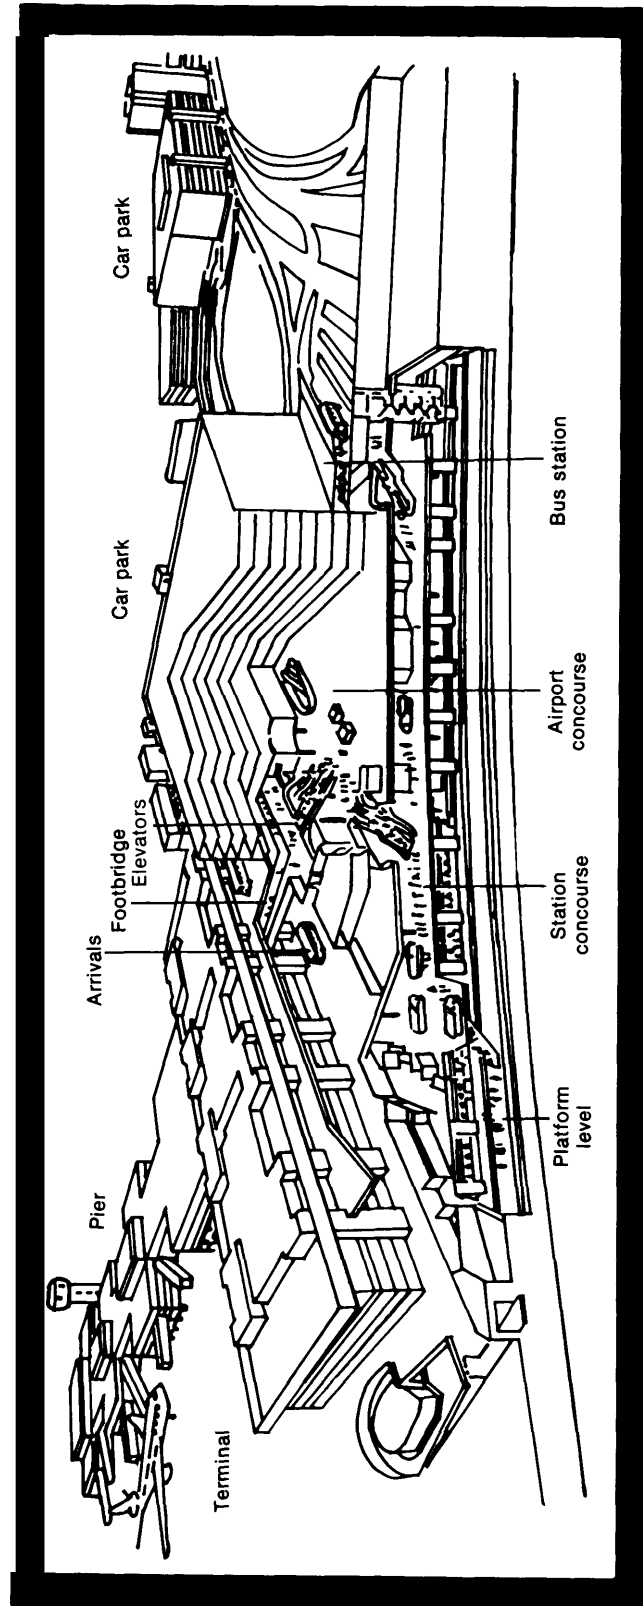 Terminal
Pier
Arrivals
Footbridge
Elevators
Car park
Car park
Platform
level
Station
concourse
Airport
concourse
Bus station